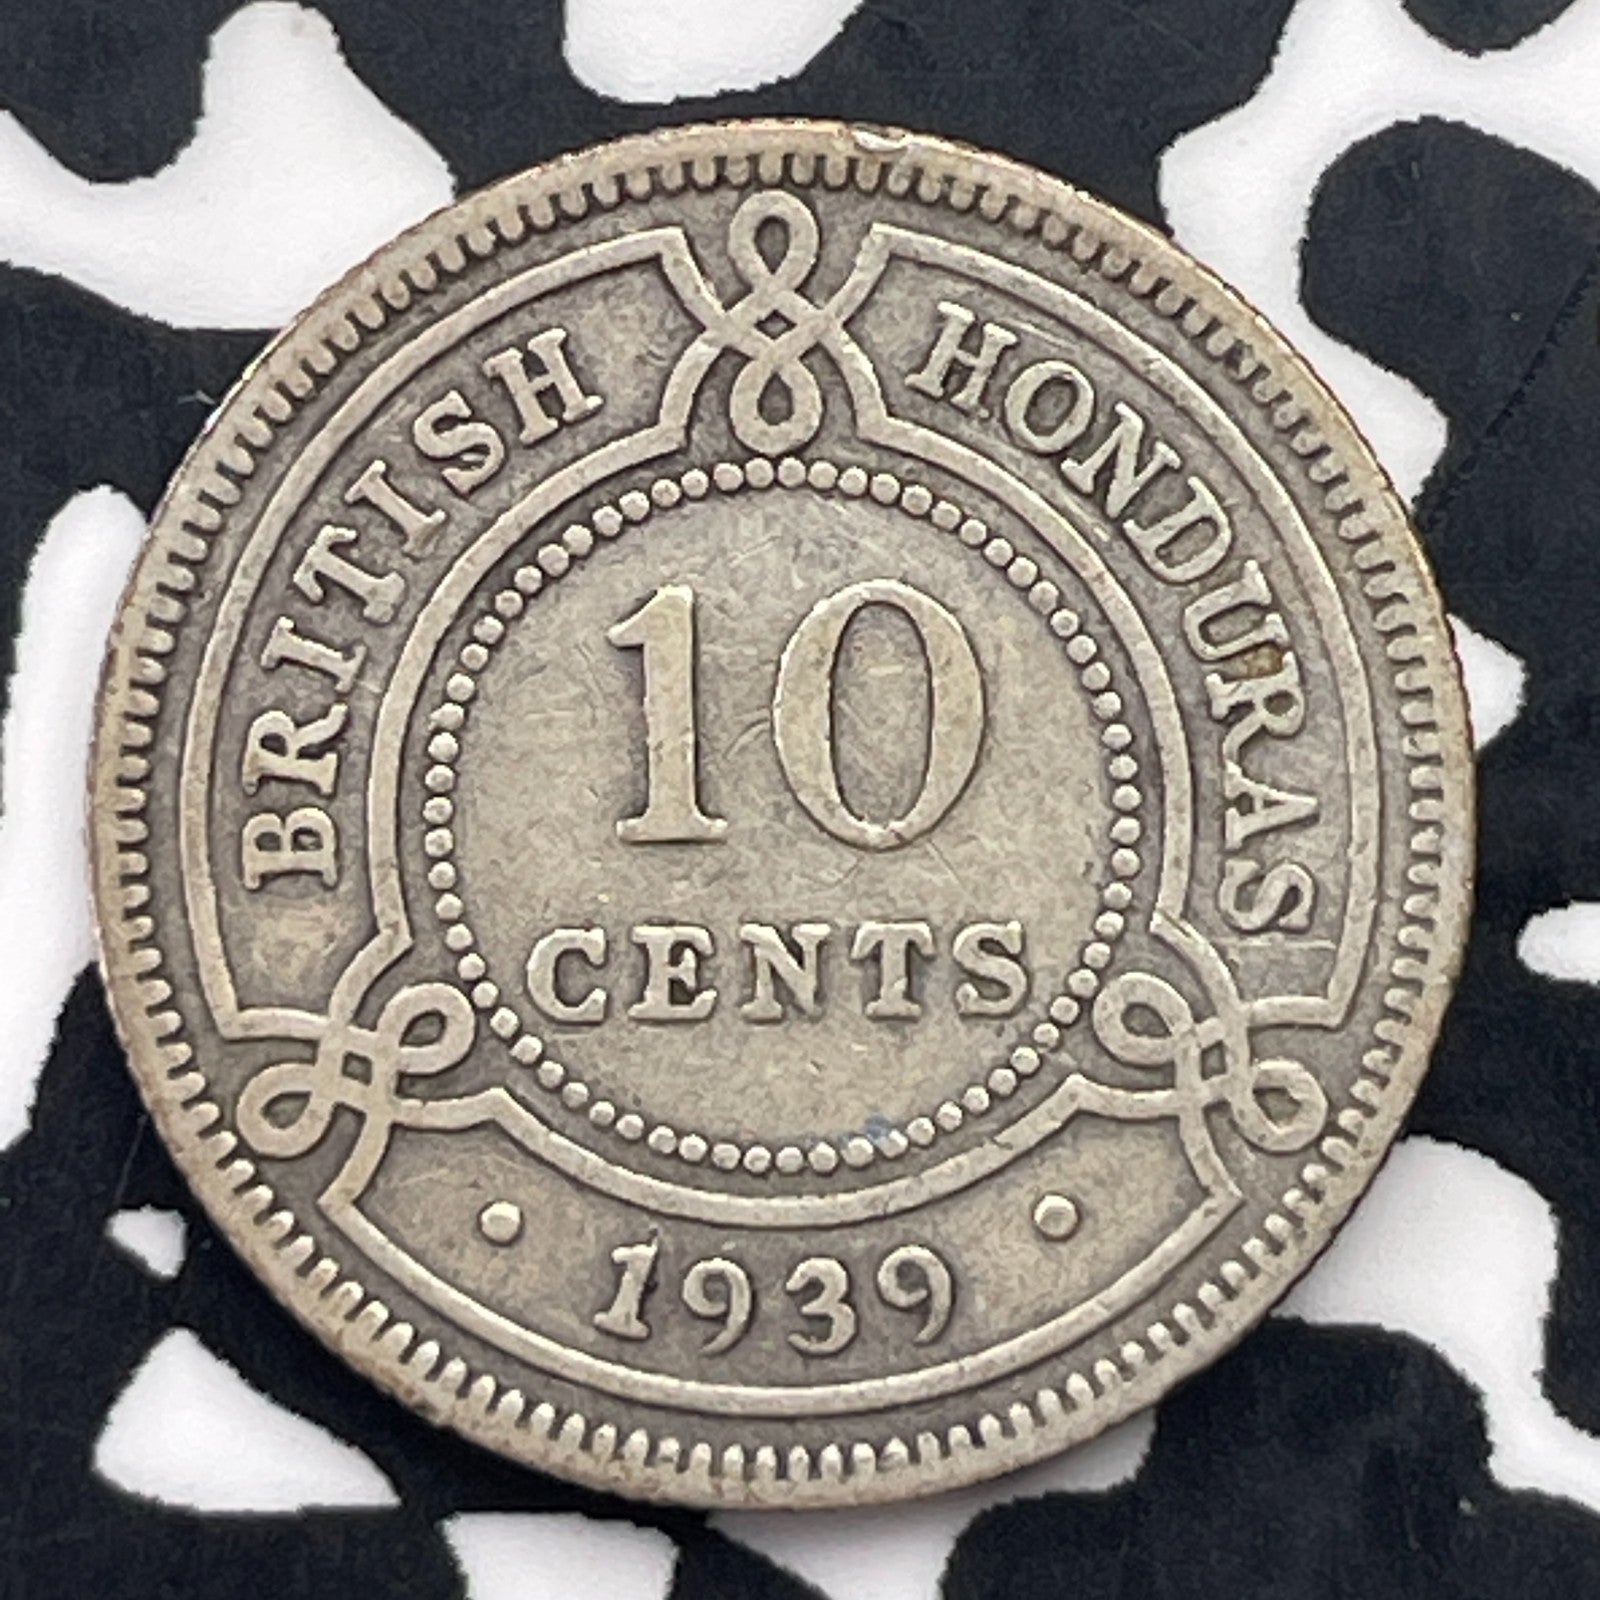 BRITISH HONDURAS
10
CENTS
• 1939 •